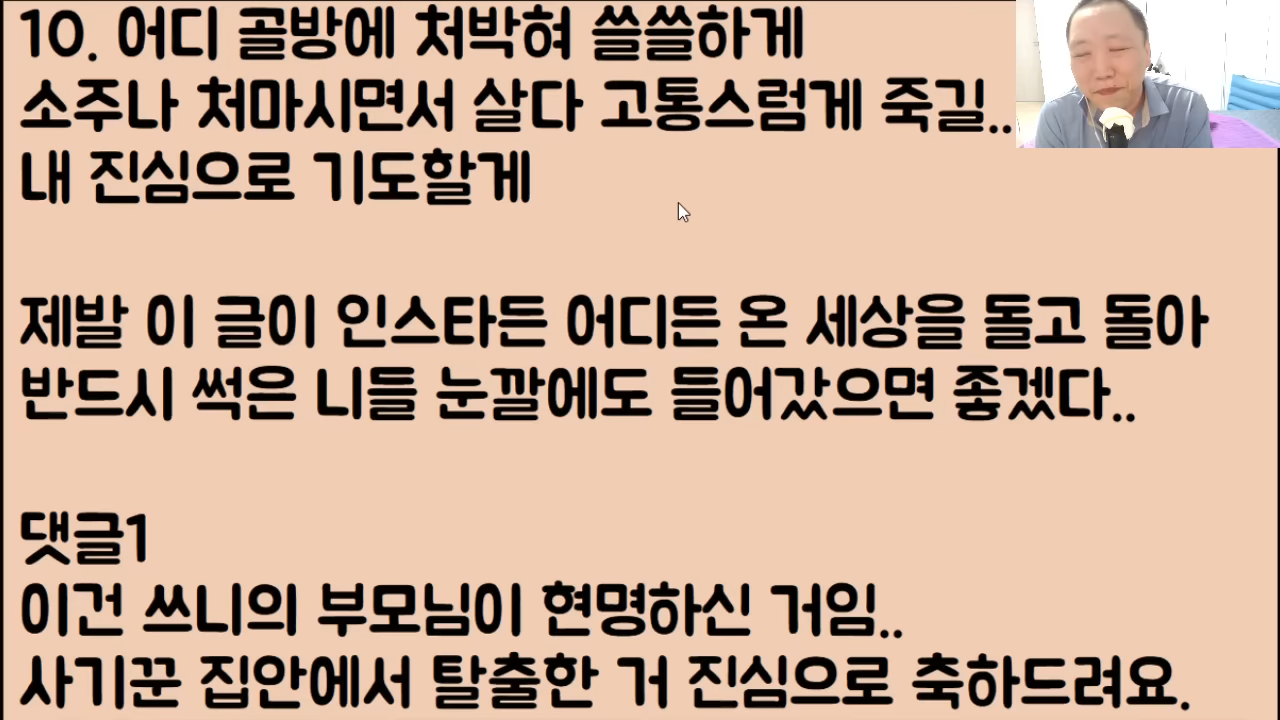 10. 어디 골방에 처박혀 쓸쓸하게
소주나 처마시면서 살다 고통스럽게 죽길..
내 진심으로 기도할게
제발 이 글이 인스타든 어디든 온 세상을 돌고 돌아
반드시 썩은 니들 눈깔에도 들어갔으면 좋겠다..
댓글1
이건 쓰니의 부모님이 현명하신 거임..
사기꾼 집안에서 탈출한 거 진심으로 축하드려요.